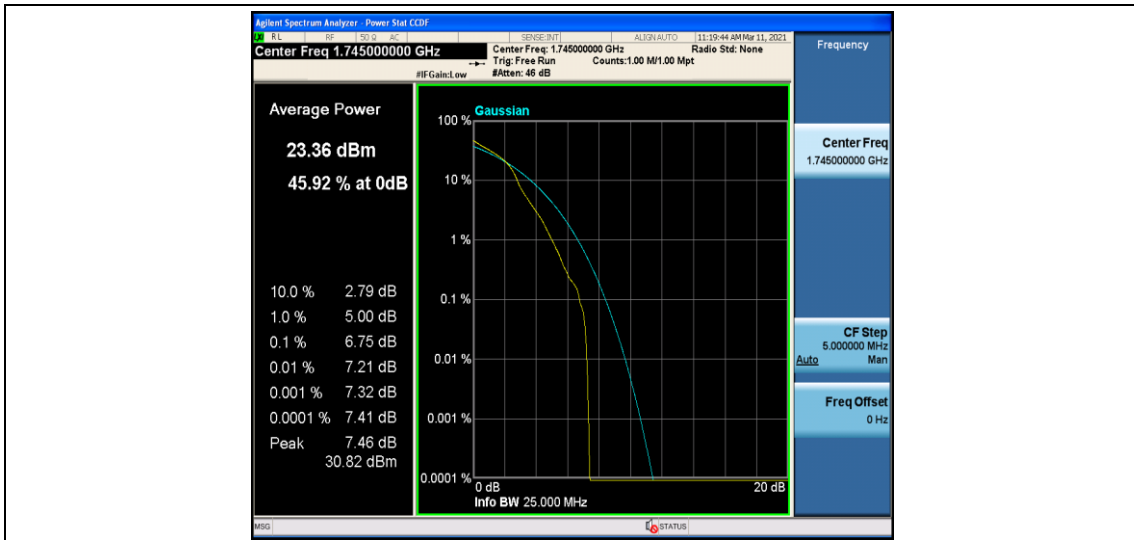 Agilent Spectrum Analyzer - Power Stat CCDF
RL RF 50 Ω AC SENSE:INT ALIGNAUTO 11:19:44 AM Mar 11, 2021
Center Freq 1.745000000 GHz
Center Freq: 1.745000000 GHz Radio Std: None
Trig: Free Run Counts:1.00 M/1.00 Mpt
#IFGain:Low #Atten: 46 dB
Frequency
Average Power
23.36 dBm
45.92 % at 0dB
10.0 % 2.79 dB
1.0 % 5.00 dB
0.1 % 6.75 dB
0.01 % 7.21 dB
0.001 % 7.32 dB
0.0001 % 7.41 dB
Peak 7.46 dB
30.82 dBm
Gaussian
100 %
10 %
1 %
0.1 %
0.01 %
0.001 %
0.0001 %
0 dB 20 dB
Info BW 25.000 MHz
Center Freq
1.745000000 GHz
CF Step
5.000000 MHz
Auto Man
Freq Offset
0 Hz
MSG STATUS